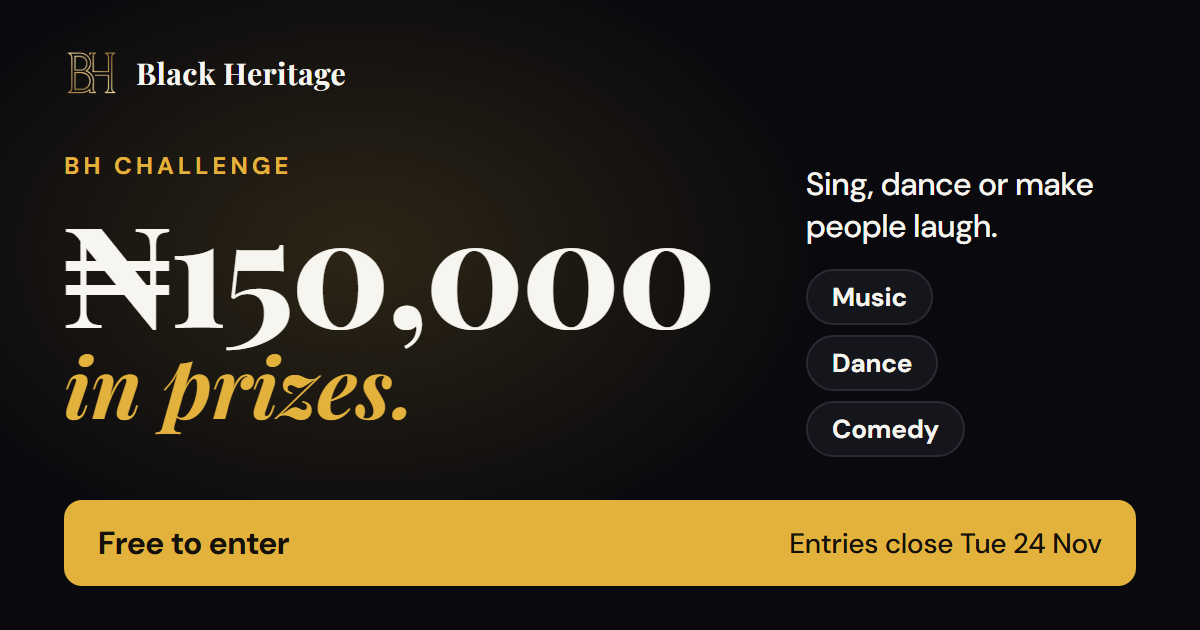 BH Black Heritage
BH CHALLENGE
₦150,000
in prizes.
Sing, dance or make
people laugh.
Music
Dance
Comedy
Free to enter
Entries close Tue 24 Nov